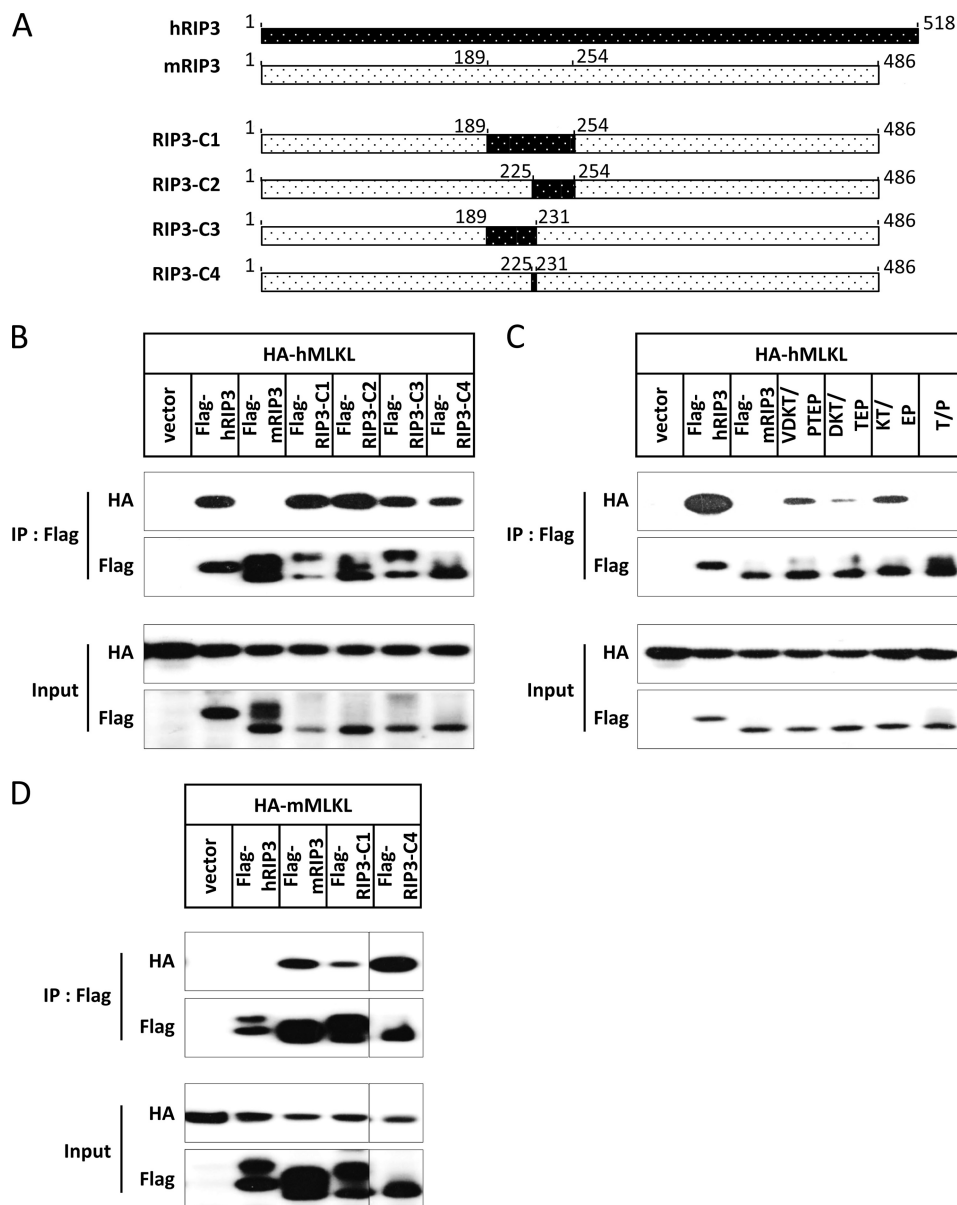 A
hRIP3 1 518
mRIP3 1 189 254 486
RIP3-C1 1 189 254 486
RIP3-C2 1 225 254 486
RIP3-C3 1 189 231 486
RIP3-C4 1 225 231 486
B
HA-hMLKL
vector
Flag-
hRIP3
Flag-
mRIP3
Flag-
RIP3-C1
Flag-
RIP3-C2
Flag-
RIP3-C3
Flag-
RIP3-C4
IP : Flag
HA
Flag
Input
HA
Flag
C
HA-hMLKL
vector
Flag-
hRIP3
Flag-
mRIP3
VDKT/
PTEP
DKT/
TEP
KT/
EP
T/P
IP : Flag
HA
Flag
Input
HA
Flag
D
HA-mMLKL
vector
Flag-
hRIP3
Flag-
mRIP3
Flag-
RIP3-C1
Flag-
RIP3-C4
IP : Flag
HA
Flag
Input
HA
Flag